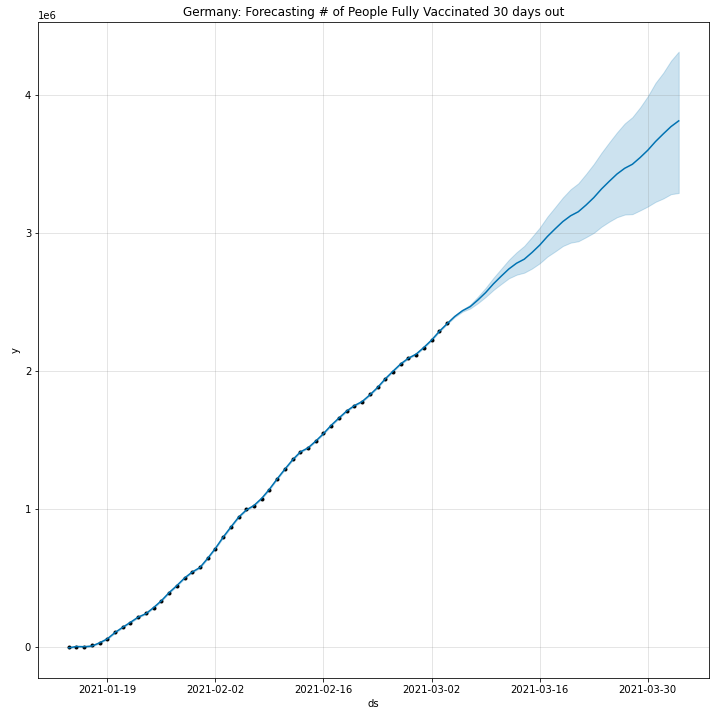 Germany: Forecasting # of People Fully Vaccinated 30 days out
1e6
4
3
2
1
0
y
2021-01-19 2021-02-02 2021-02-16 2021-03-02 2021-03-16 2021-03-30
ds